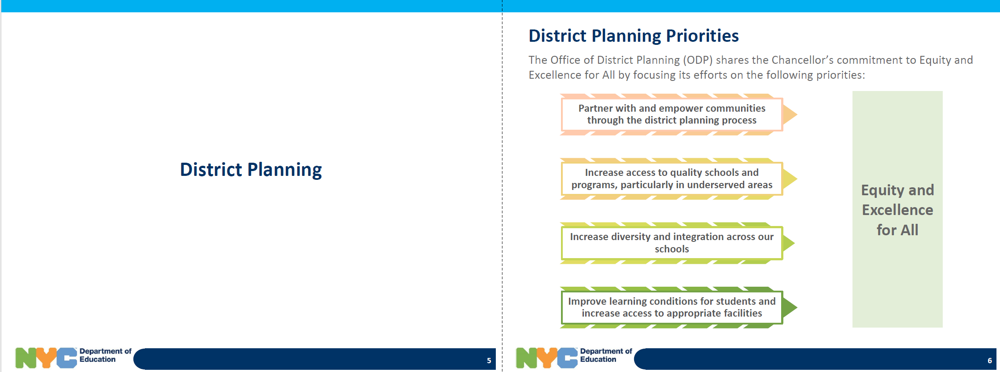 District Planning
NYC™
Department of
Education
5
District Planning Priorities
The Office of District Planning (ODP) shares the Chancellor’s commitment to Equity and
Excellence for All by focusing its efforts on the following priorities:
Partner with and empower communities
through the district planning process
Increase access to quality schools and
programs, particularly in underserved areas
Increase diversity and integration across our
schools
Improve learning conditions for students and
increase access to appropriate facilities
Equity and
Excellence
for All
NYC™
Department of
Education
6